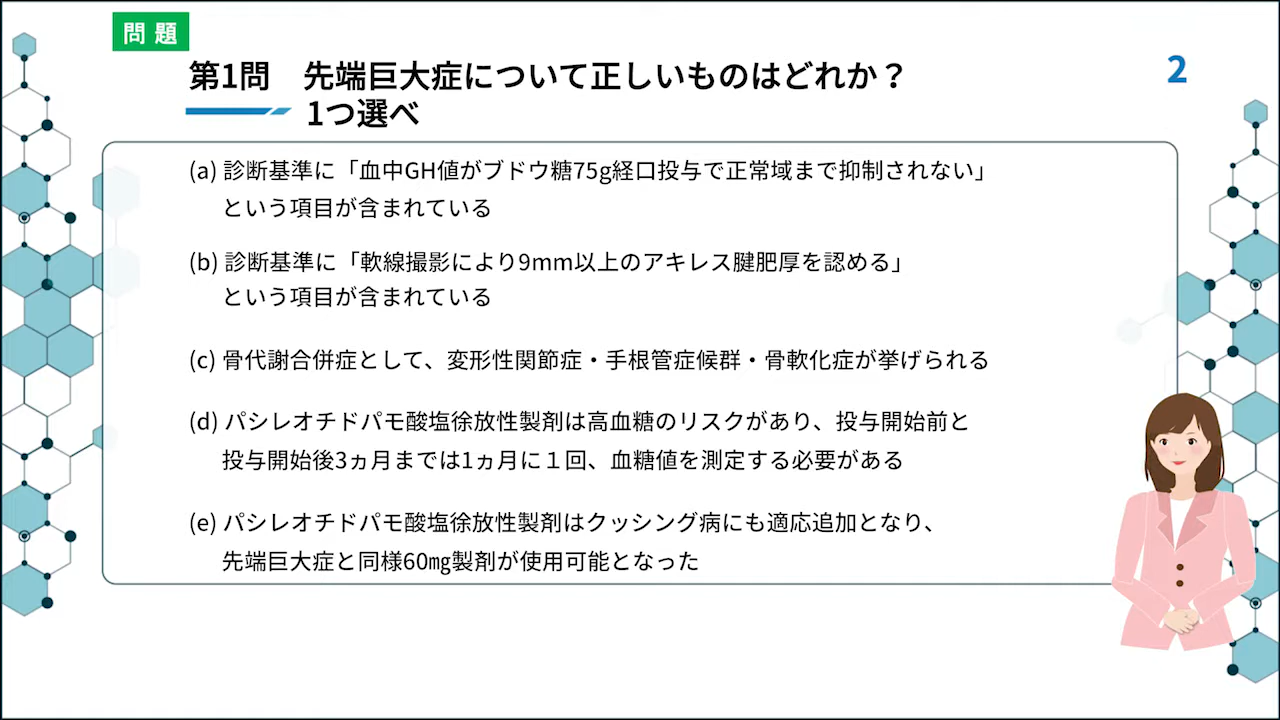 問題
第1問 先端巨大症について正しいものはどれか？
1つ選べ
2
(a) 診断基準に「血中GH値がブドウ糖75g経口投与で正常域まで抑制されない」
という項目が含まれている
(b) 診断基準に「軟線撮影により9mm以上のアキレス腱肥厚を認める」
という項目が含まれている
(c) 骨代謝合併症として、変形性関節症・手根管症候群・骨軟化症が挙げられる
(d) パシレオチドパモ酸塩徐放性製剤は高血糖のリスクがあり、投与開始前と
投与開始後3ヵ月までは1ヵ月に１回、血糖値を測定する必要がある
(e) パシレオチドパモ酸塩徐放性製剤はクッシング病にも適応追加となり、
先端巨大症と同様60㎎製剤が使用可能となった